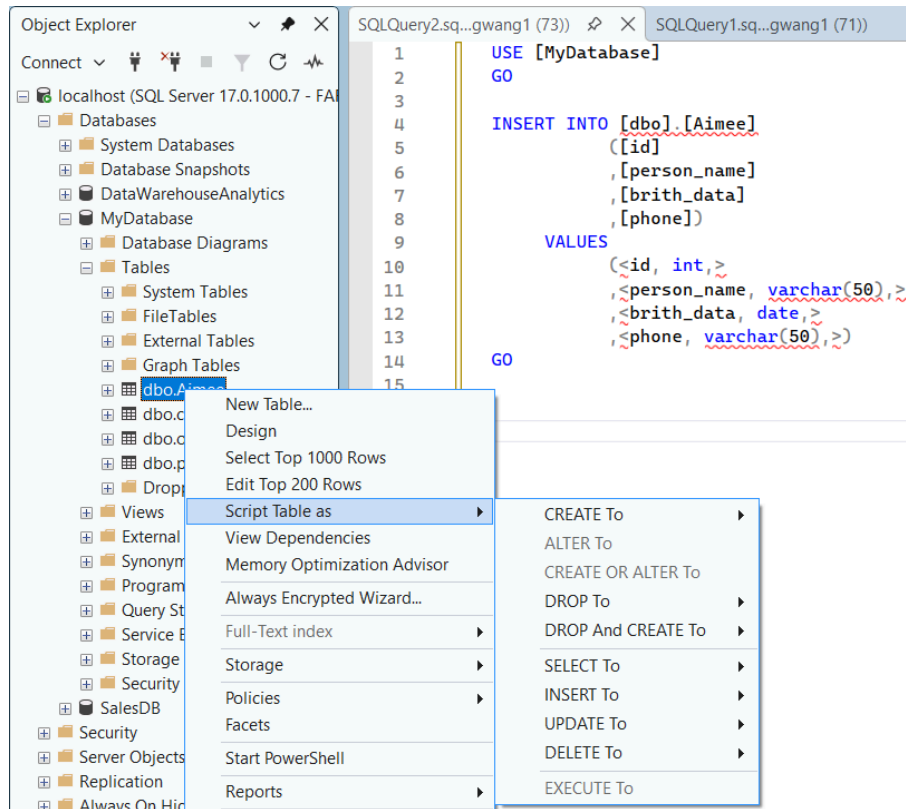 Object Explorer
Connect
localhost (SQL Server 17.0.1000.7 - FA
Databases
System Databases
Database Snapshots
DataWarehouseAnalytics
MyDatabase
Database Diagrams
Tables
System Tables
FileTables
External Tables
Graph Tables
dbo.Aimee
dbo.c
dbo.o
dbo.p
Dropp
Views
External
Synonym
Program
Query St
Service B
Storage
Security
SalesDB
Security
Server Objects
Replication
Always On Hig
SQLQuery2.sq...gwang1 (73))
SQLQuery1.sq...gwang1 (71))
1 USE [MyDatabase]
2 GO
3
4 INSERT INTO [dbo].[Aimee]
5 ([id]
6 ,[person_name]
7 ,[brith_data]
8 ,[phone])
9 VALUES
10 (<id, int,>
11 ,<person_name, varchar(50),>
12 ,<brith_data, date,>
13 ,<phone, varchar(50),>)
14 GO
15
New Table...
Design
Select Top 1000 Rows
Edit Top 200 Rows
Script Table as
View Dependencies
Memory Optimization Advisor
Always Encrypted Wizard...
Full-Text index
Storage
Policies
Facets
Start PowerShell
Reports
CREATE To
ALTER To
CREATE OR ALTER To
DROP To
DROP And CREATE To
SELECT To
INSERT To
UPDATE To
DELETE To
EXECUTE To